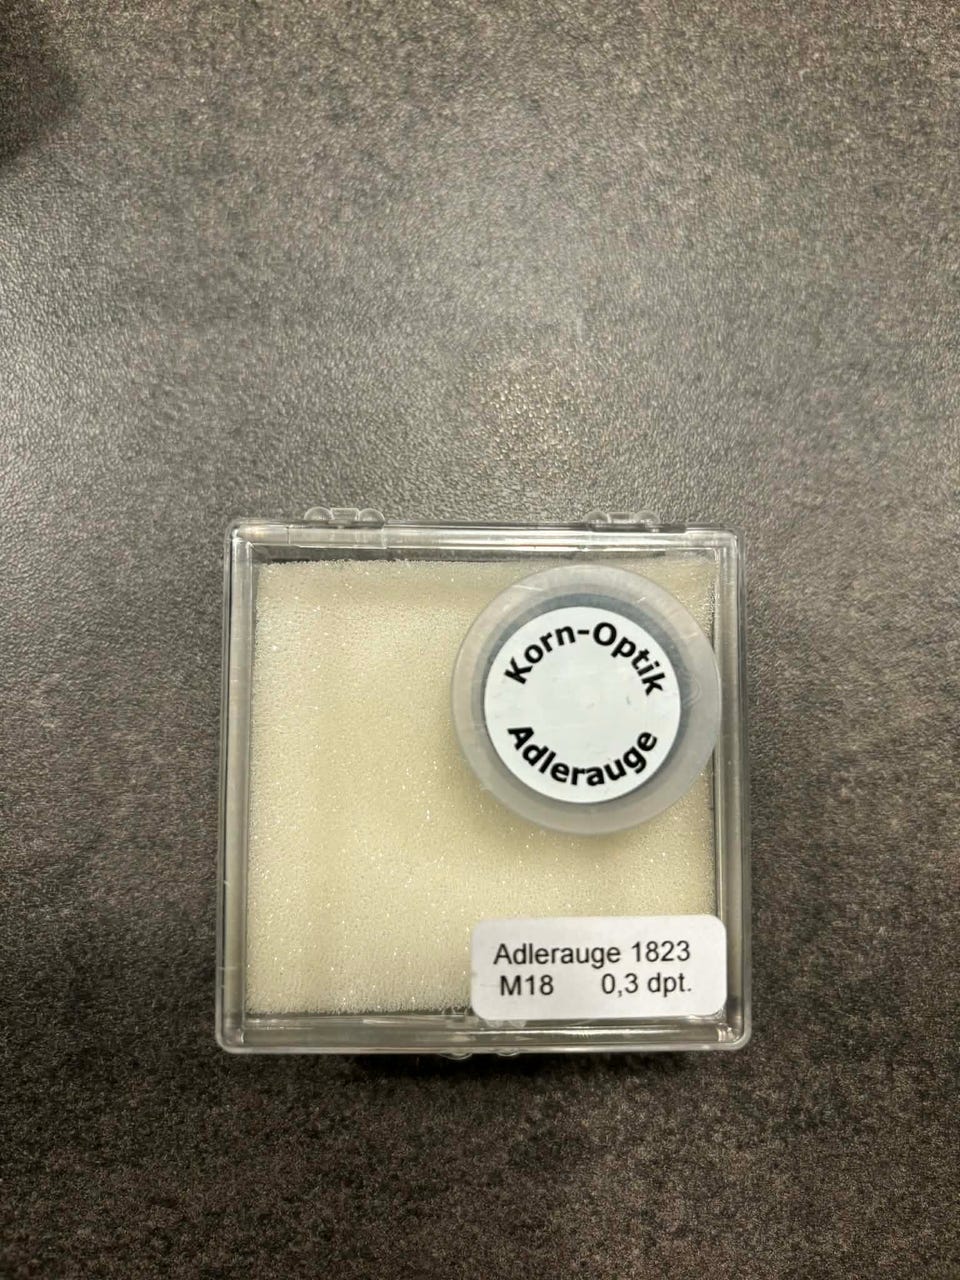 Korn-Optik
Adlerauge
Adlerauge 1823
M18 0,3 dpt.